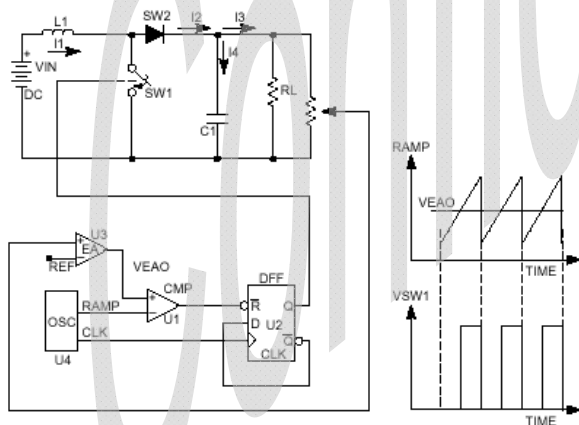 L1
SW2
I2
I3
I1
I4
VIN
DC
SW1
RL
C1
RAMP
VEAO
TIME
U3
EA
REF
VEAO
DFF
CMP
R
Q
RAMP
D
U2
OSC
U1
Q
CLK
CLK
U4
VSW1
TIME